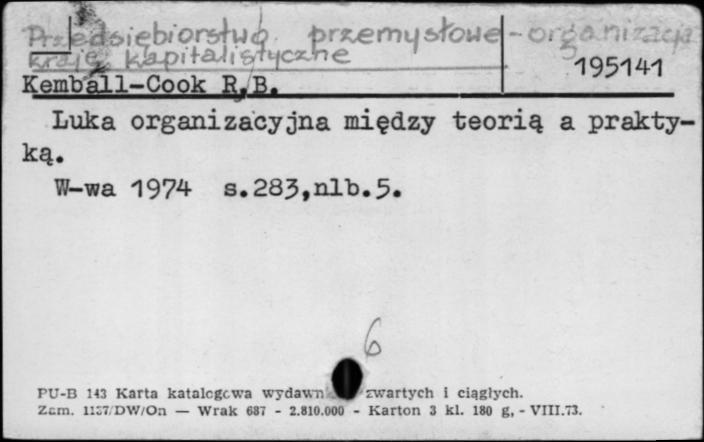 Przedsiębiorstwo przemysłowe - organizacja
kraje kapitalistyczne
195141
Kemball-Cook R.B.
Luka organizacyjna między teorią a prakty-
ką.
W-wa 1974 s.283,nlb.5.
6
PU-B 143 Karta katalogowa zwartych i ciągłych.
Zam. 1137/DW/On — Wrak 687 - 2.810.000 - Karton 3 kl. 180 g, - VIII.73.